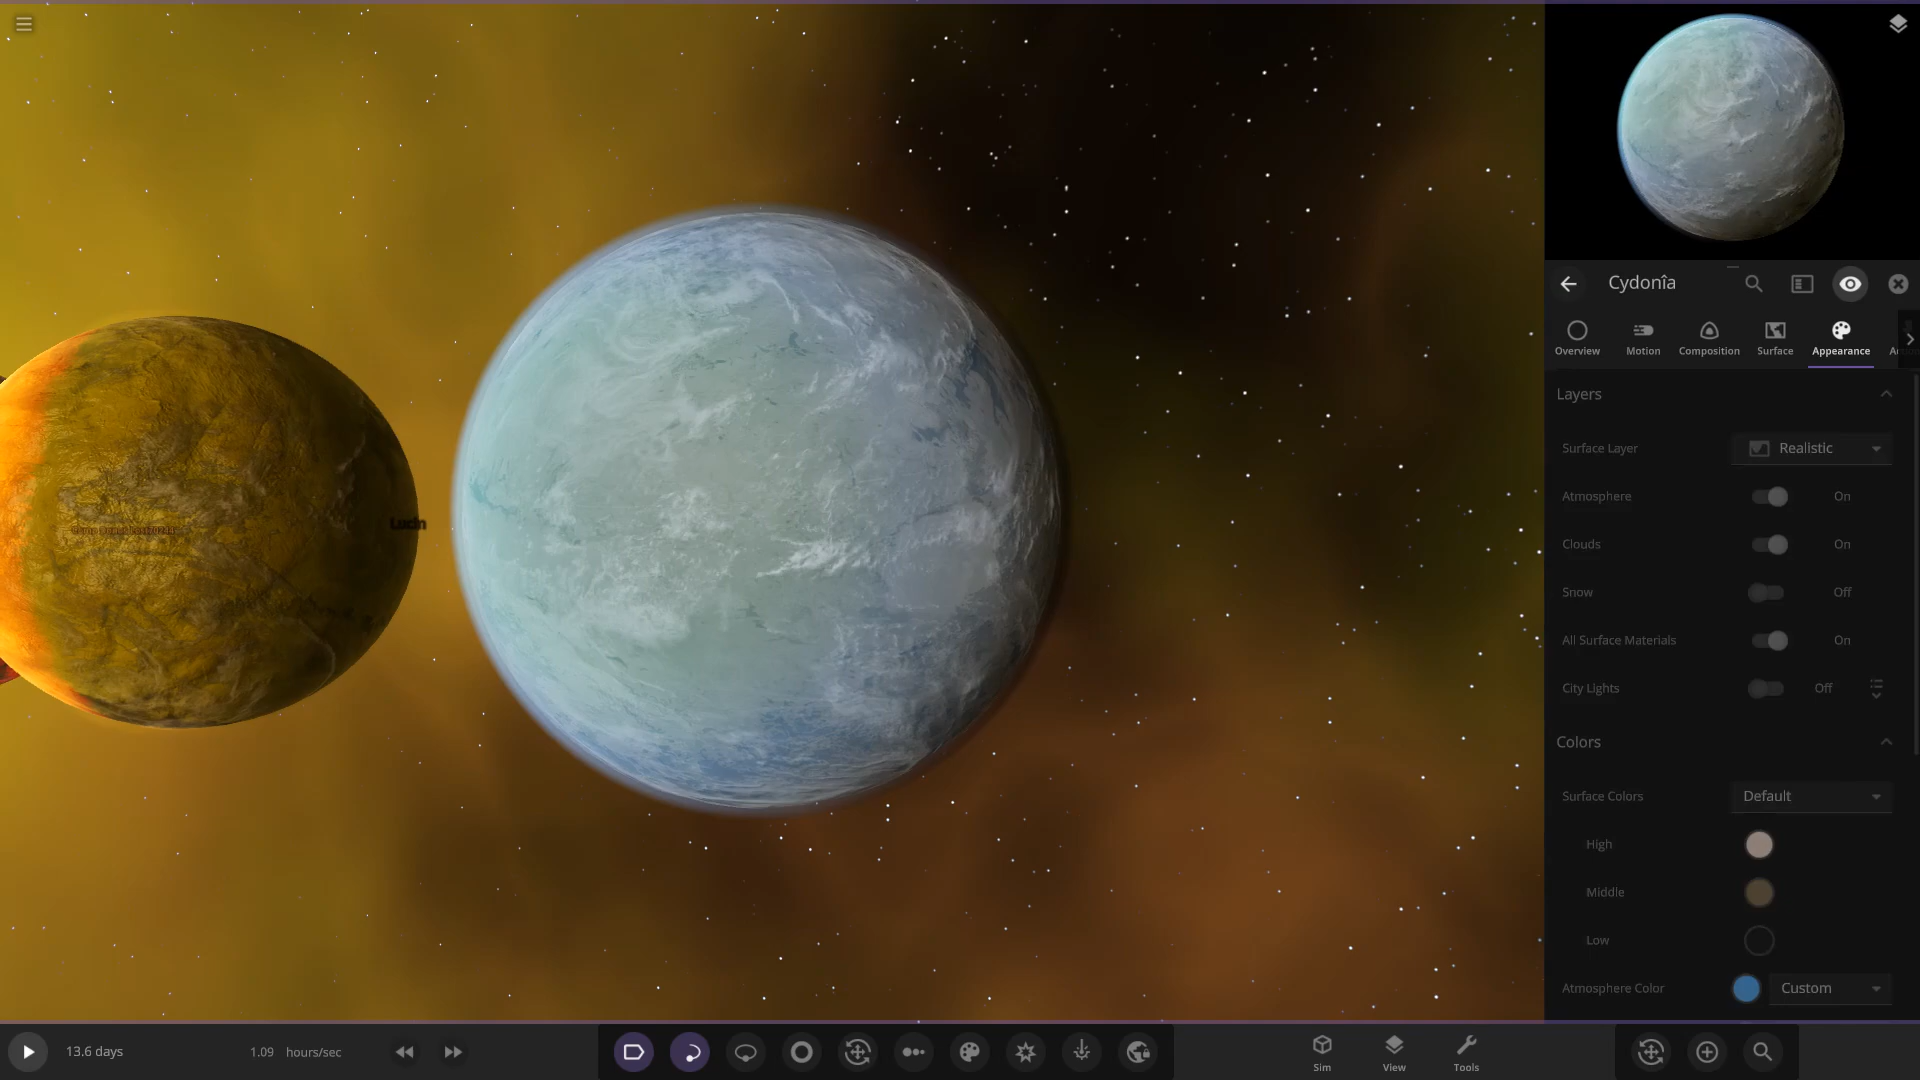 Cydonîa
Overview
Motion
Composition
Surface
Appearance
Layers
Surface Layer
Realistic
Atmosphere
On
Clouds
On
Snow
Off
All Surface Materials
On
City Lights
Off
Colors
Surface Colors
Default
High
Middle
Low
Atmosphere Color
Custom
13.6 days
1.09 hours/sec
Sim
View
Tools